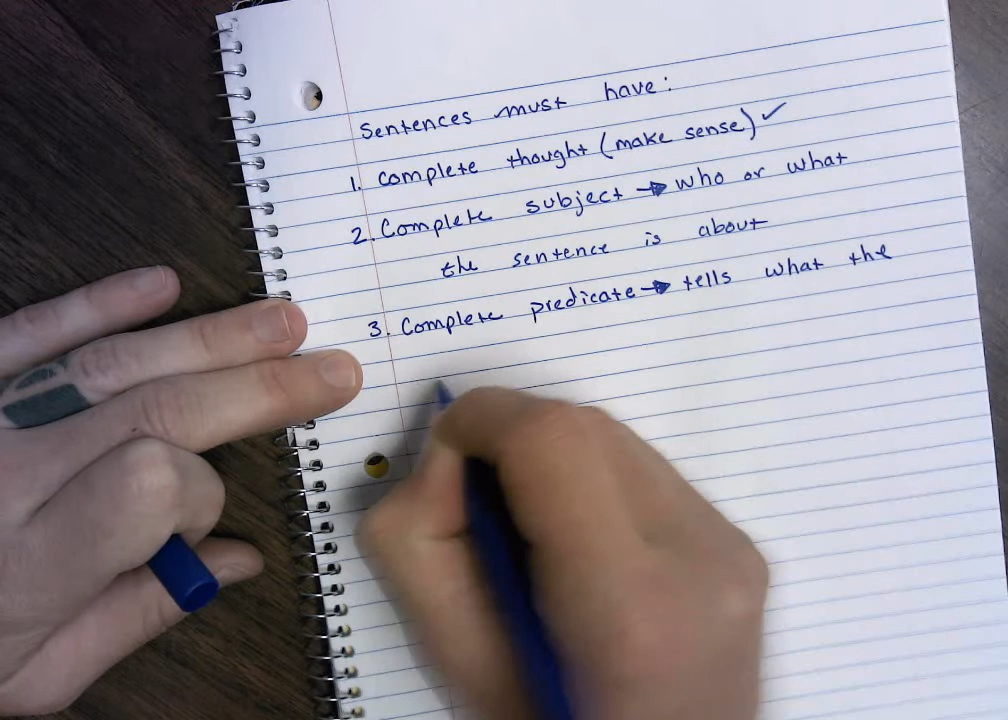 Sentences must have:
1. Complete thought (make sense) ✓
2. Complete subject → who or what
the sentence is about
3. Complete predicate → tells what the